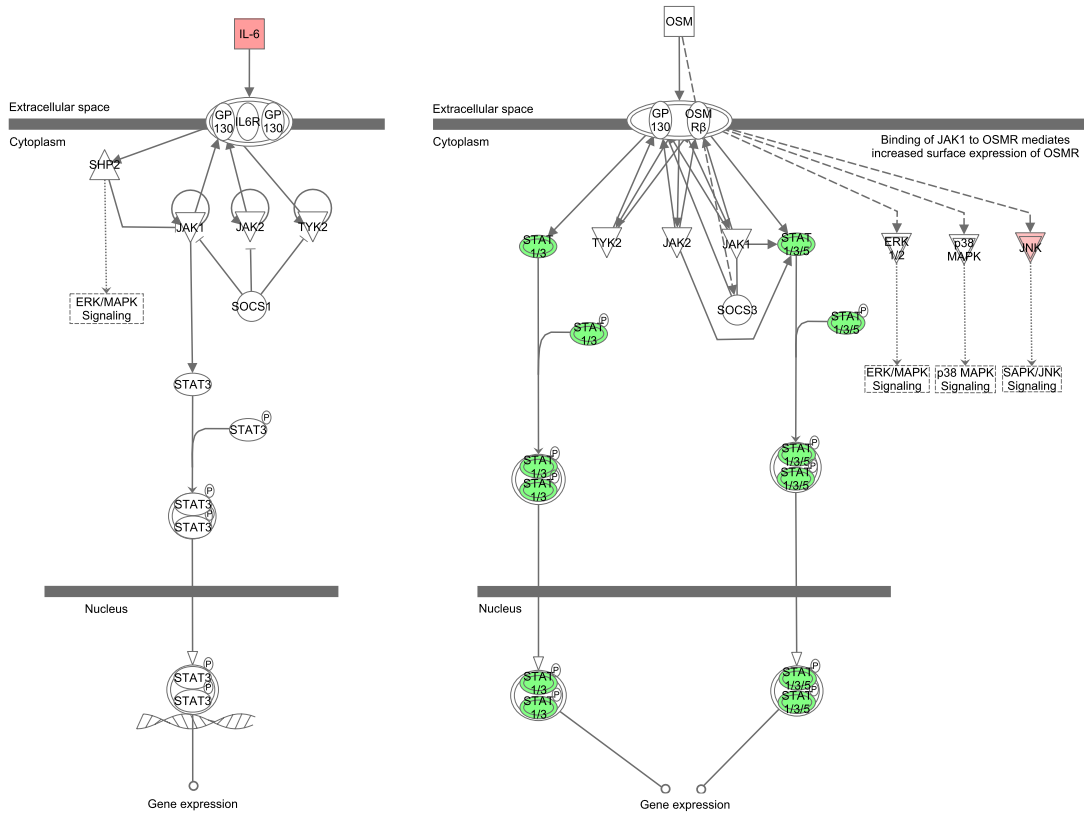 IL-6
Extracellular space
GP
130
IL6R
GP
130
Cytoplasm
SHP2
JAK1
JAK2
TYK2
ERK/MAPK
Signaling
SOCS1
STAT3
P
STAT3
P
STAT3
P
STAT3
Nucleus
P
STAT3
P
STAT3
Gene expression
OSM
Extracellular space
GP
130
OSM
Rβ
Cytoplasm
Binding of JAK1 to OSMR mediates
increased surface expression of OSMR
STAT
1/3
TYK2
JAK2
JAK1
STAT
1/3/5
ERK
1/2
p38
MAPK
JNK
SOCS3
P
STAT
1/3
P
STAT
1/3/5
ERK/MAPK
Signaling
p38 MAPK
Signaling
SAPK/JNK
Signaling
P
STAT
1/3
P
STAT
1/3
P
STAT
1/3/5
P
STAT
1/3/5
Nucleus
P
STAT
1/3
P
STAT
1/3
P
STAT
1/3/5
P
STAT
1/3/5
Gene expression